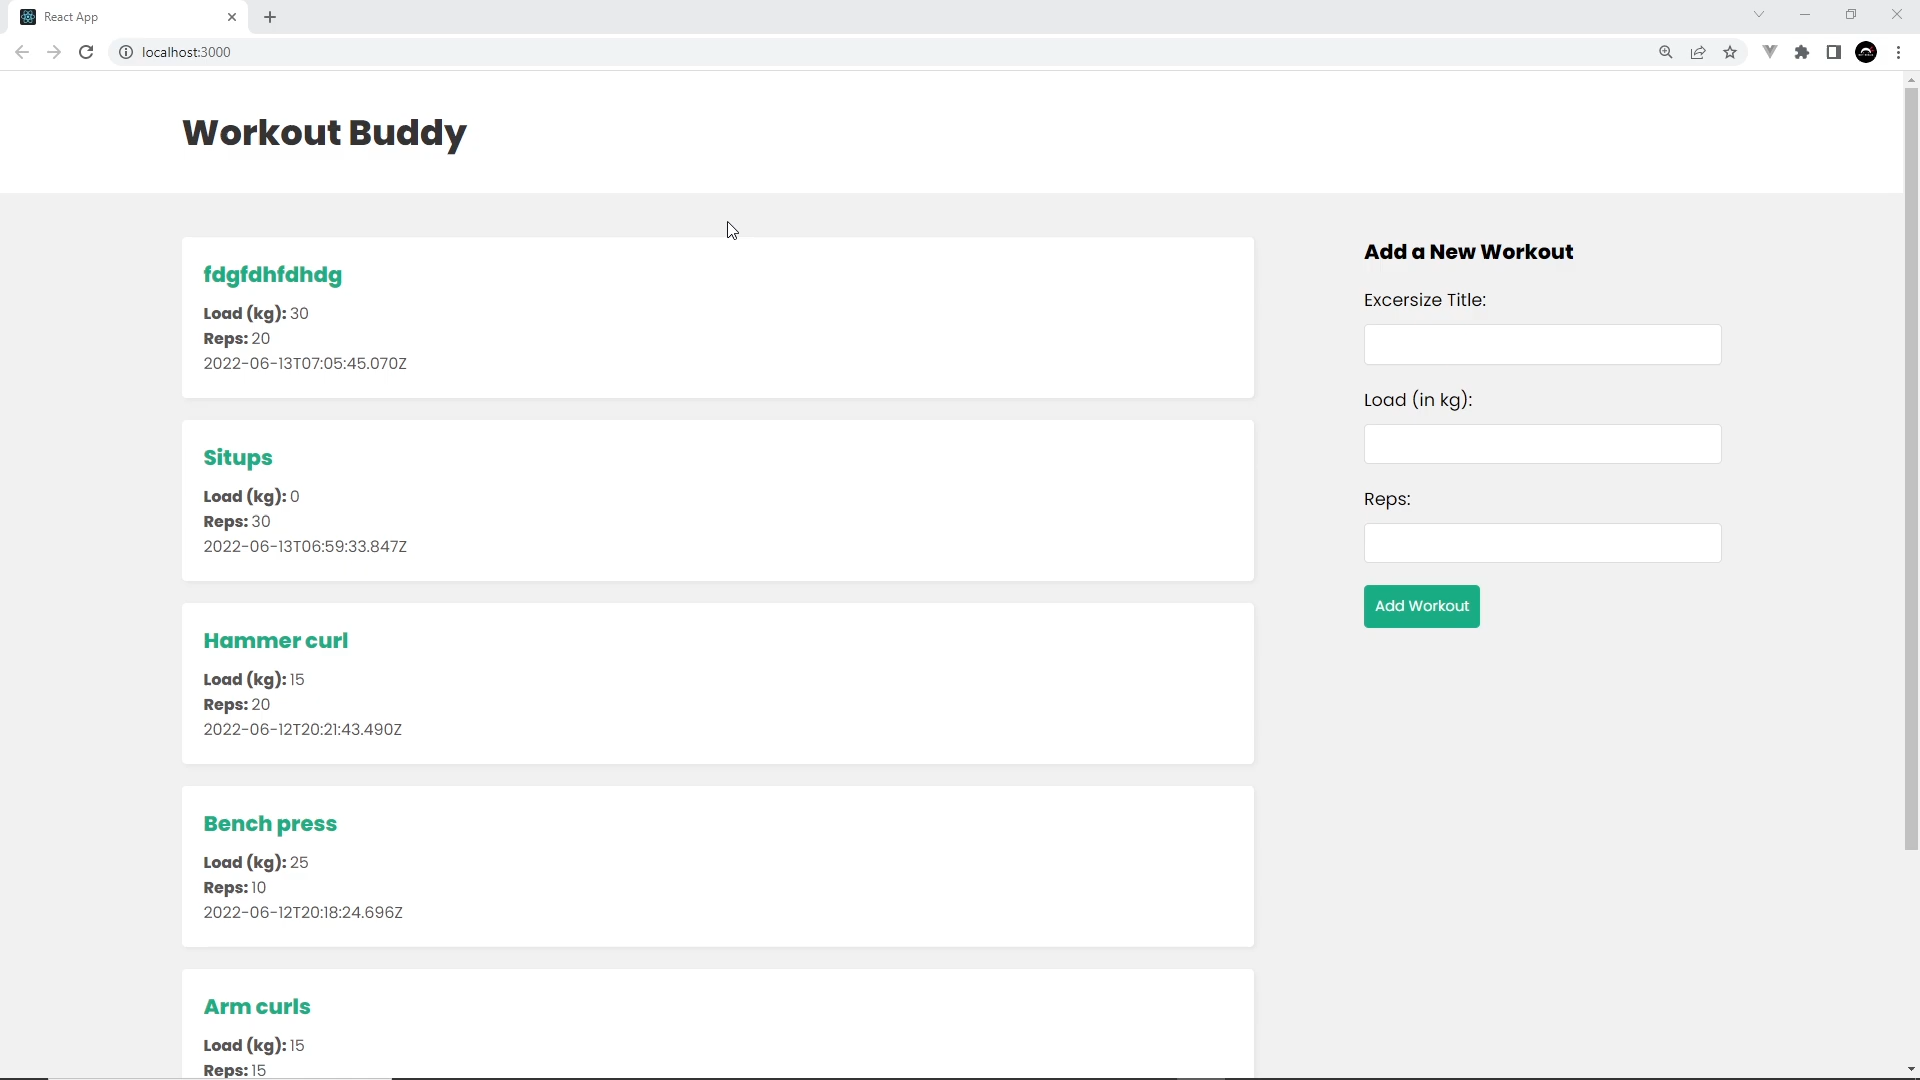 React App
localhost:3000
Workout Buddy
fdgfdhfdhdg
Load (kg): 30
Reps: 20
2022-06-13T07:05:45.070Z
Situps
Load (kg): 0
Reps: 30
2022-06-13T06:59:33.847Z
Hammer curl
Load (kg): 15
Reps: 20
2022-06-12T20:21:43.490Z
Bench press
Load (kg): 25
Reps: 10
2022-06-12T20:18:24.696Z
Arm curls
Load (kg): 15
Reps: 15
Add a New Workout
Excersize Title:
Load (in kg):
Reps:
Add Workout